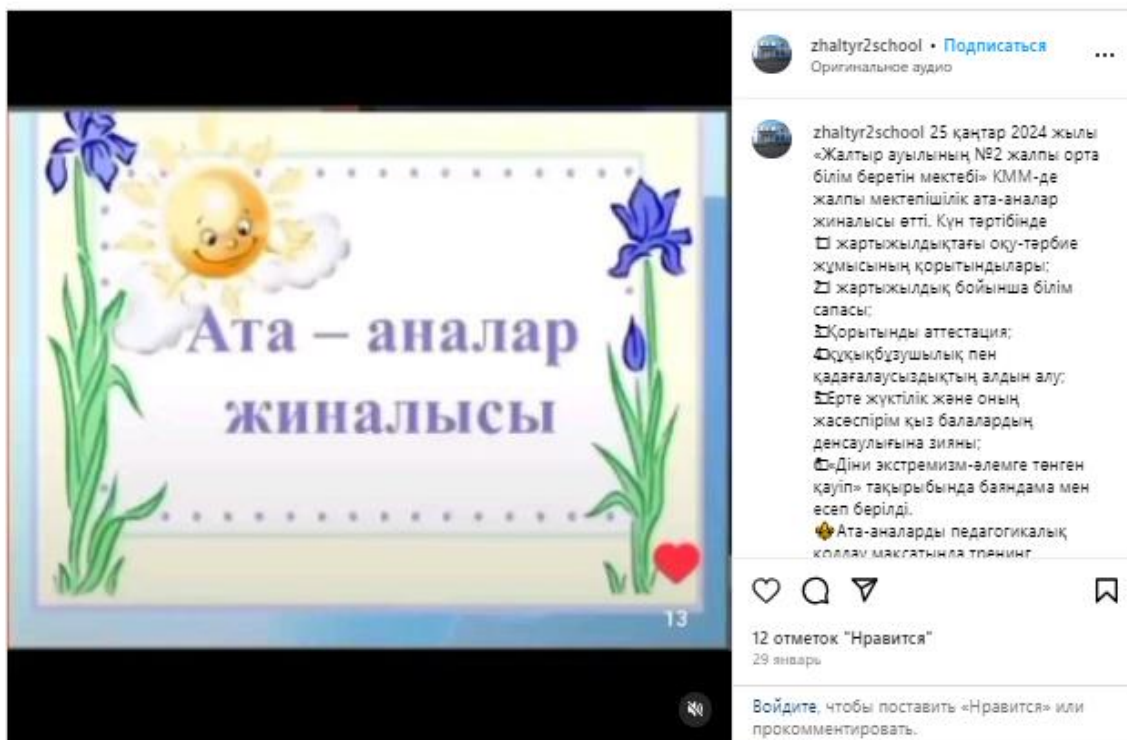 Ата – аналар
жиналысы
13
zhaltyr2school • Подписаться
Оригинальное аудио
zhaltyr2school 25 қаңтар 2024 жылы
«Жалтыр ауылының №2 жалпы орта
білім беретін мектебі» КММ-де
жалпы мектепішілік ата-аналар
жиналысы өтті. Күн тәртібінде
1️⃣ жартыжылдықтағы оқу-тәрбие
жұмысының қорытындылары;
2️⃣ жартыжылдық бойынша білім
сапасы;
3️⃣Қорытынды аттестация;
4️⃣құқықбұзушылық пен
қадағалаусыздықтың алдын алу;
5️⃣Ерте жүктілік және оның
жасөспірім қыз балалардың
денсаулығына зияны;
6️⃣«Діни экстремизм-әлемге төнген
қауіп» тақырыбында баяндама мен
есеп берілді.
⚜️Ата-аналарды педагогикалық
қолдау мақсатында тренинг
12 отметок "Нравится"
29 январь
Войдите, чтобы поставить «Нравится» или
прокомментировать.